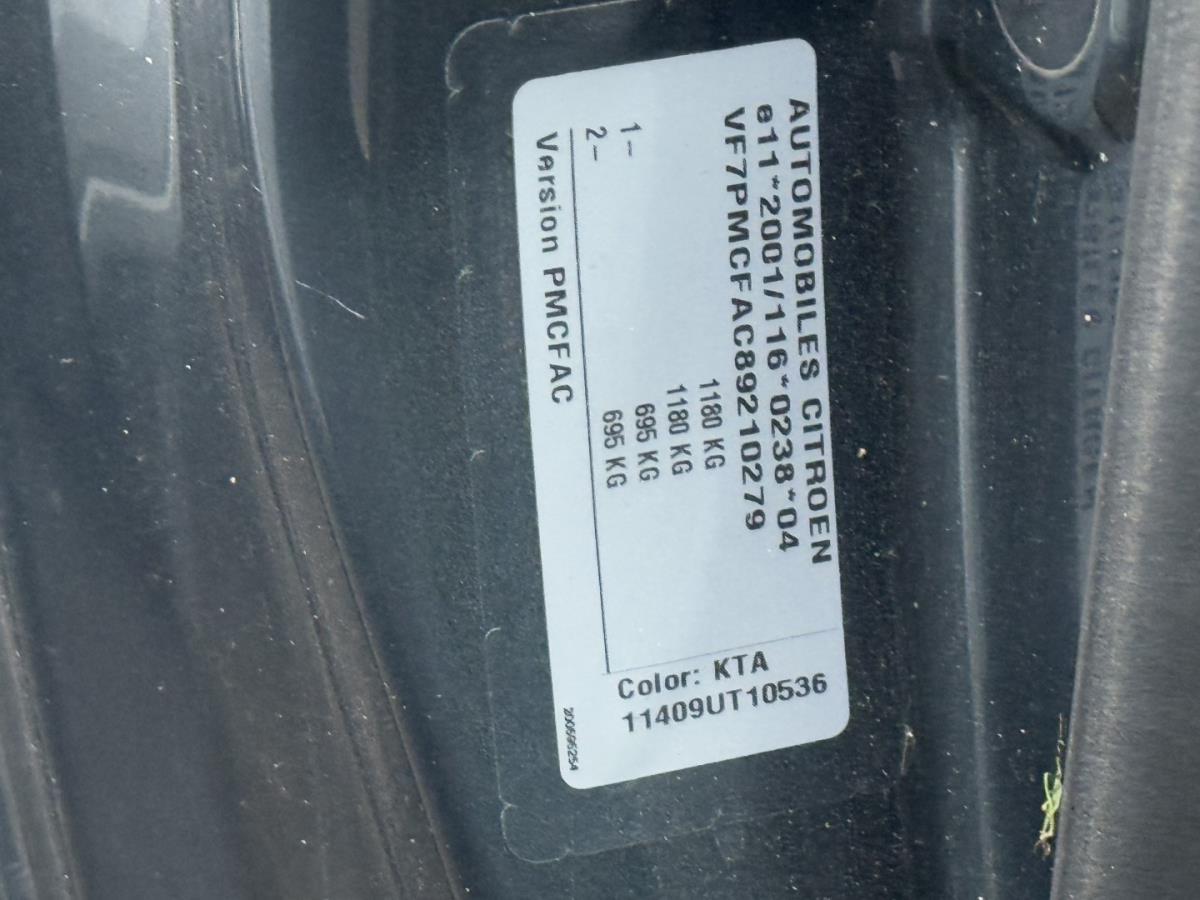 AUTOMOBILES CITROEN
e11*2001/116*0238*04
VF7PMCFAC89210279
1180 KG
1180 KG
1- 695 KG
2- 695 KG
Version PMCFAC
Color: KTA
11409UT10536